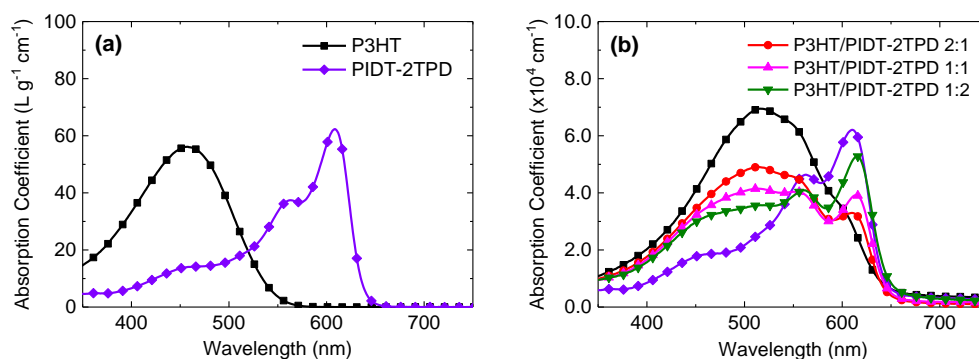 (a)
P3HT
PIDT-2TPD
Absorption Coefficient (L g⁻¹ cm⁻¹)
100
80
60
40
20
0
400
500
600
700
Wavelength (nm)
(b)
P3HT/PIDT-2TPD 2:1
P3HT/PIDT-2TPD 1:1
P3HT/PIDT-2TPD 1:2
Absorption Coefficient (x10⁴ cm⁻¹)
10.0
8.0
6.0
4.0
2.0
0.0
400
500
600
700
Wavelength (nm)